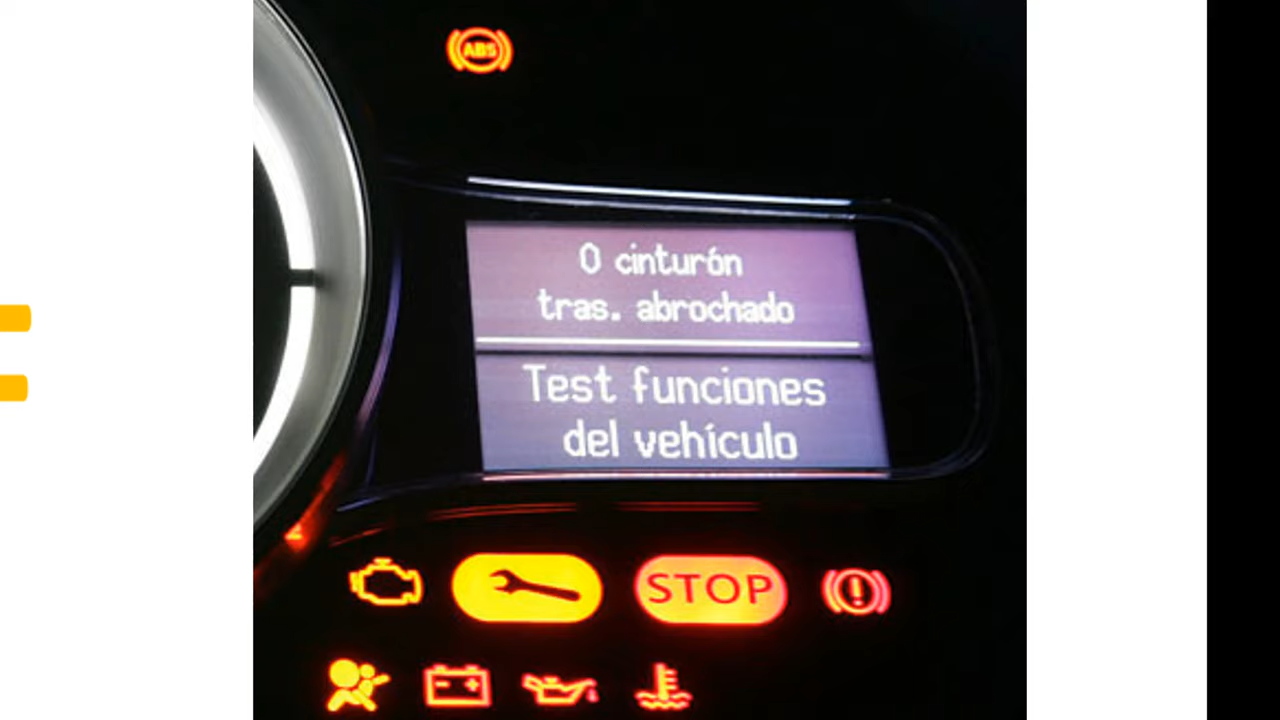 ABS
0 cinturón
tras. abrochado
Test funciones
del vehículo
STOP